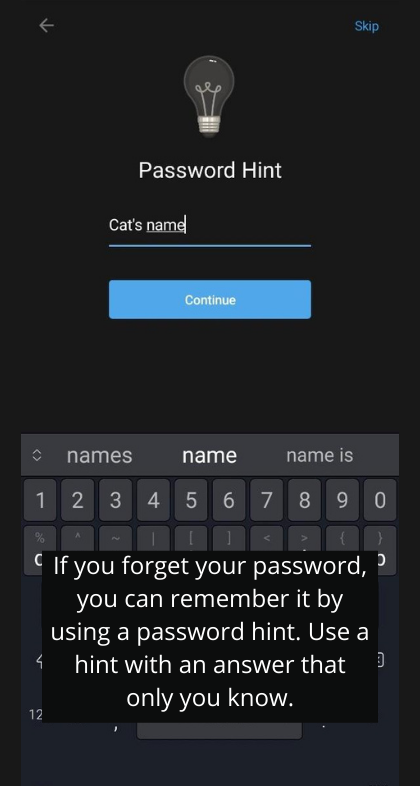 Skip
Password Hint
Cat's name
Continue
names name name is
1 2 3 4 5 6 7 8 9 0
% ^ ~ | [ ] < > { }
If you forget your password,
you can remember it by
using a password hint. Use a
hint with an answer that
only you know.
12
, .